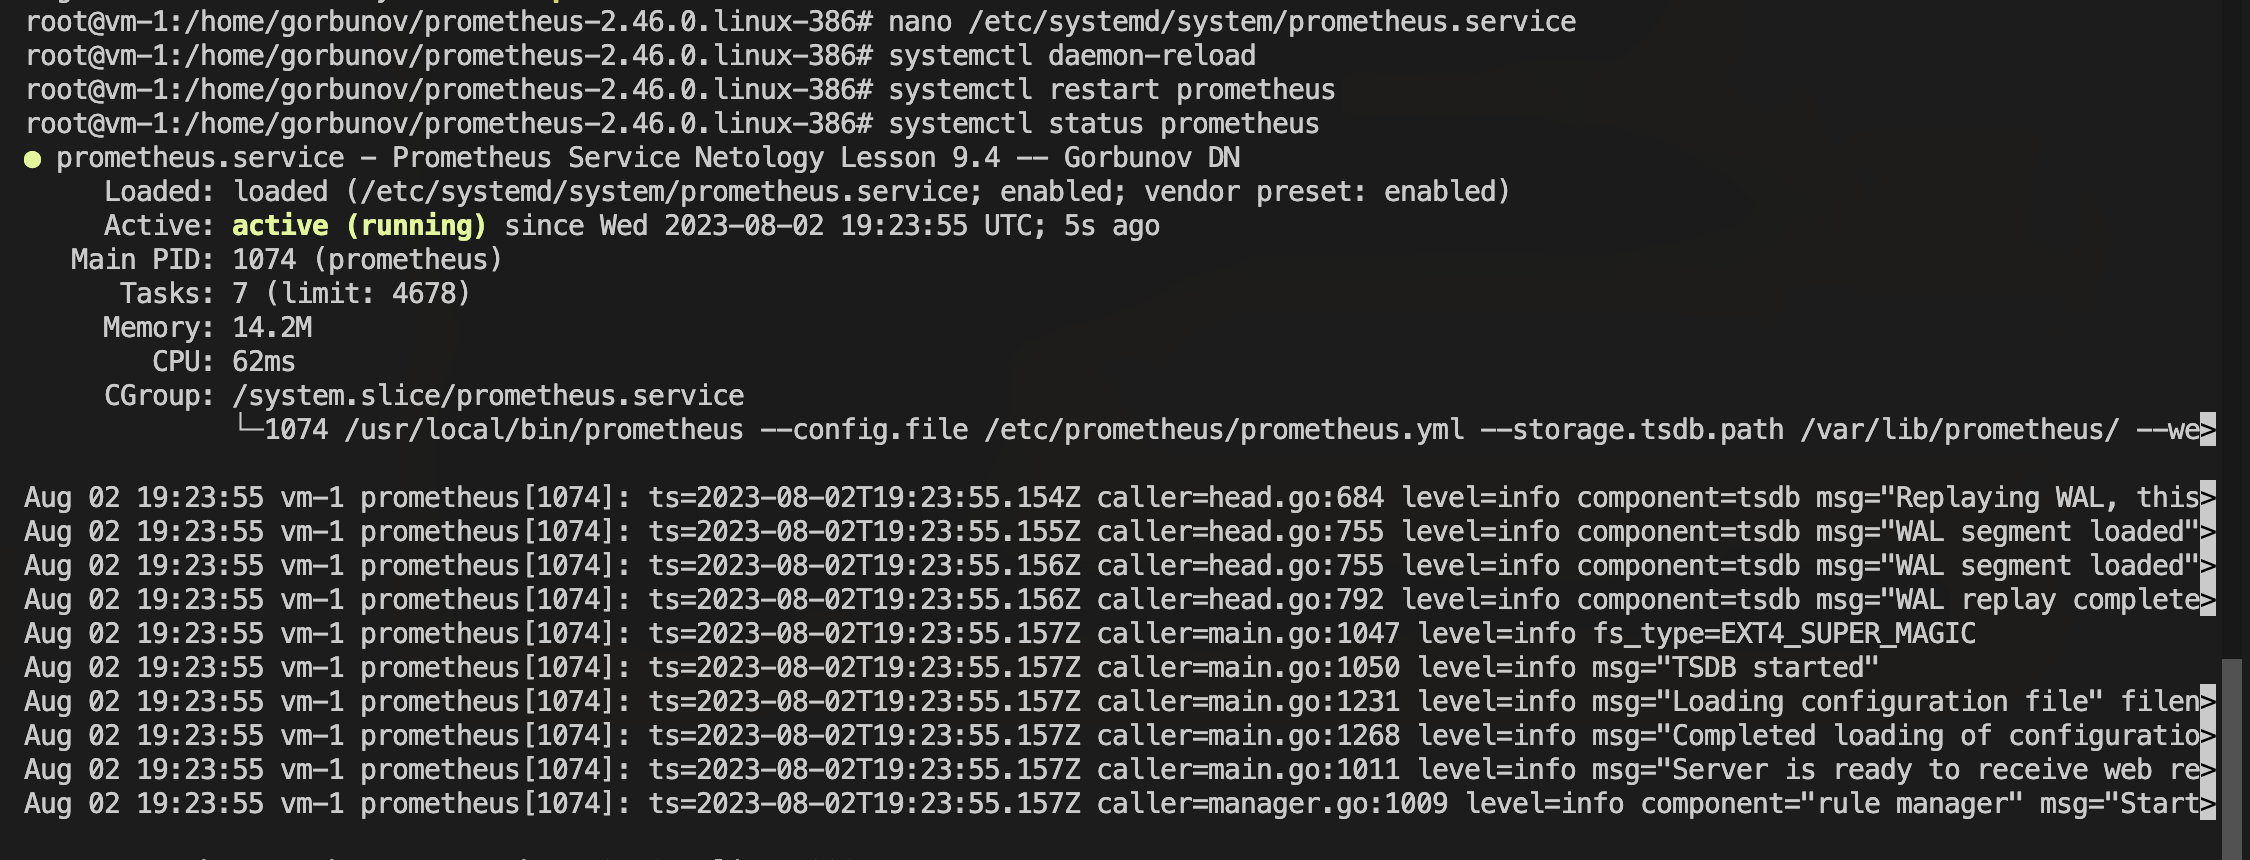 root@vm-1:/home/gorbunov/prometheus-2.46.0.linux-386# nano /etc/systemd/system/prometheus.service
root@vm-1:/home/gorbunov/prometheus-2.46.0.linux-386# systemctl daemon-reload
root@vm-1:/home/gorbunov/prometheus-2.46.0.linux-386# systemctl restart prometheus
root@vm-1:/home/gorbunov/prometheus-2.46.0.linux-386# systemctl status prometheus
● prometheus.service - Prometheus Service Netology Lesson 9.4 -- Gorbunov DN
Loaded: loaded (/etc/systemd/system/prometheus.service; enabled; vendor preset: enabled)
Active: active (running) since Wed 2023-08-02 19:23:55 UTC; 5s ago
Main PID: 1074 (prometheus)
Tasks: 7 (limit: 4678)
Memory: 14.2M
CPU: 62ms
CGroup: /system.slice/prometheus.service
└─1074 /usr/local/bin/prometheus --config.file /etc/prometheus/prometheus.yml --storage.tsdb.path /var/lib/prometheus/ --we>
Aug 02 19:23:55 vm-1 prometheus[1074]: ts=2023-08-02T19:23:55.154Z caller=head.go:684 level=info component=tsdb msg="Replaying WAL, this>
Aug 02 19:23:55 vm-1 prometheus[1074]: ts=2023-08-02T19:23:55.155Z caller=head.go:755 level=info component=tsdb msg="WAL segment loaded">
Aug 02 19:23:55 vm-1 prometheus[1074]: ts=2023-08-02T19:23:55.156Z caller=head.go:755 level=info component=tsdb msg="WAL segment loaded">
Aug 02 19:23:55 vm-1 prometheus[1074]: ts=2023-08-02T19:23:55.156Z caller=head.go:792 level=info component=tsdb msg="WAL replay complete>
Aug 02 19:23:55 vm-1 prometheus[1074]: ts=2023-08-02T19:23:55.157Z caller=main.go:1047 level=info fs_type=EXT4_SUPER_MAGIC
Aug 02 19:23:55 vm-1 prometheus[1074]: ts=2023-08-02T19:23:55.157Z caller=main.go:1050 level=info msg="TSDB started"
Aug 02 19:23:55 vm-1 prometheus[1074]: ts=2023-08-02T19:23:55.157Z caller=main.go:1231 level=info msg="Loading configuration file" filen>
Aug 02 19:23:55 vm-1 prometheus[1074]: ts=2023-08-02T19:23:55.157Z caller=main.go:1268 level=info msg="Completed loading of configuratio>
Aug 02 19:23:55 vm-1 prometheus[1074]: ts=2023-08-02T19:23:55.157Z caller=main.go:1011 level=info msg="Server is ready to receive web re>
Aug 02 19:23:55 vm-1 prometheus[1074]: ts=2023-08-02T19:23:55.157Z caller=manager.go:1009 level=info component="rule manager" msg="Start>